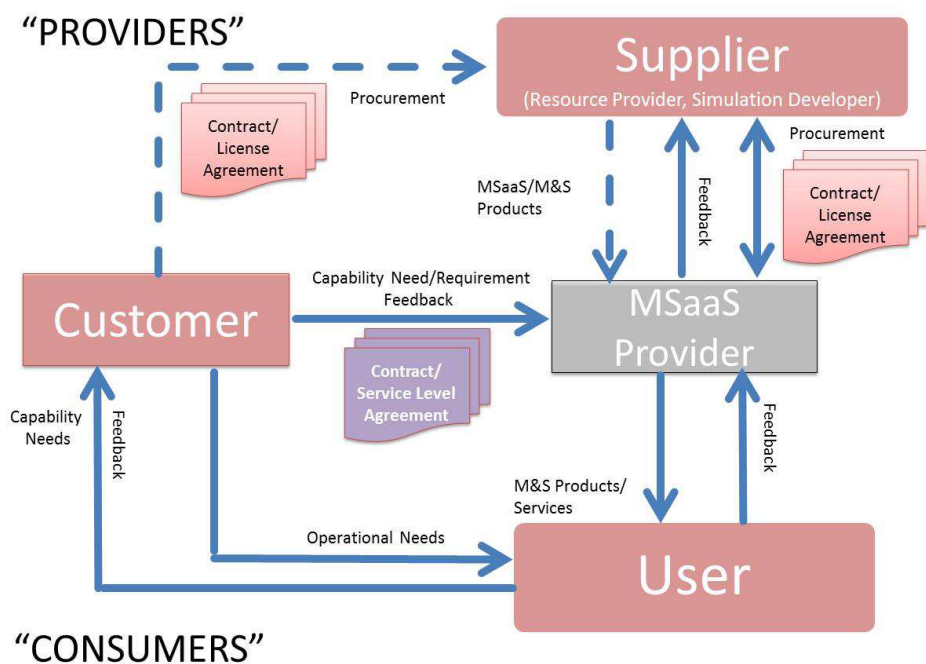 “PROVIDERS”
Supplier
(Resource Provider, Simulation Developer)
Procurement
Contract/
License
Agreement
MSaaS/M&S
Products
Feedback
Procurement
Contract/
License
Agreement
Capability Need/Requirement
Feedback
Customer
MSaaS
Provider
Contract/
Service Level
Agreement
Capability
Needs
Feedback
Feedback
M&S Products/
Services
Operational Needs
User
“CONSUMERS”